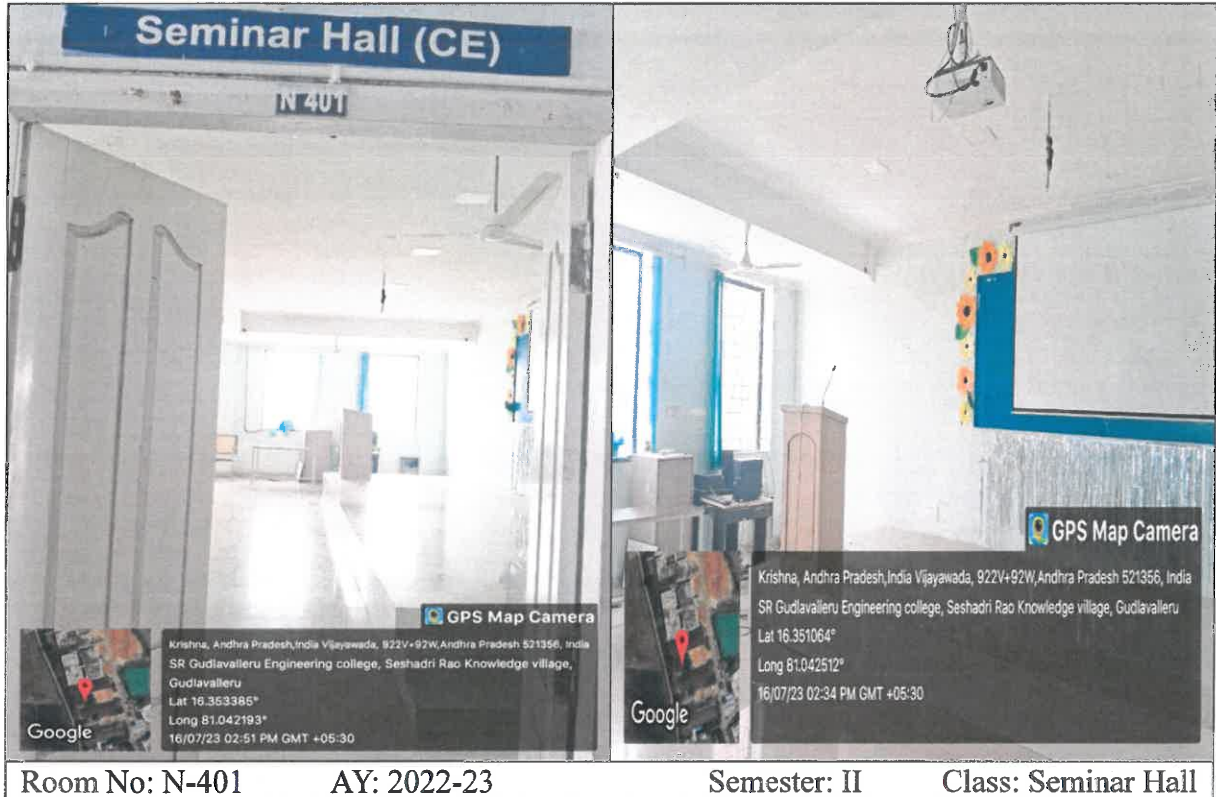 Seminar Hall (CE)
N 401
GPS Map Camera
Krishna, Andhra Pradesh,India Vijayawada, 922V+92W,Andhra Pradesh 521356, India
SR Gudlavalleru Engineering college, Seshadri Rao Knowledge village,
Gudlavalleru
Lat 16.353385°
Long 81.042193°
16/07/23 02:51 PM GMT +05:30
Google
GPS Map Camera
Krishna, Andhra Pradesh,India Vijayawada, 922V+92W,Andhra Pradesh 521356, India
SR Gudlavalleru Engineering college, Seshadri Rao Knowledge village, Gudlavalleru
Lat 16.351064°
Long 81.042512°
16/07/23 02:34 PM GMT +05:30
Google
Room No: N-401 AY: 2022-23 Semester: II Class: Seminar Hall